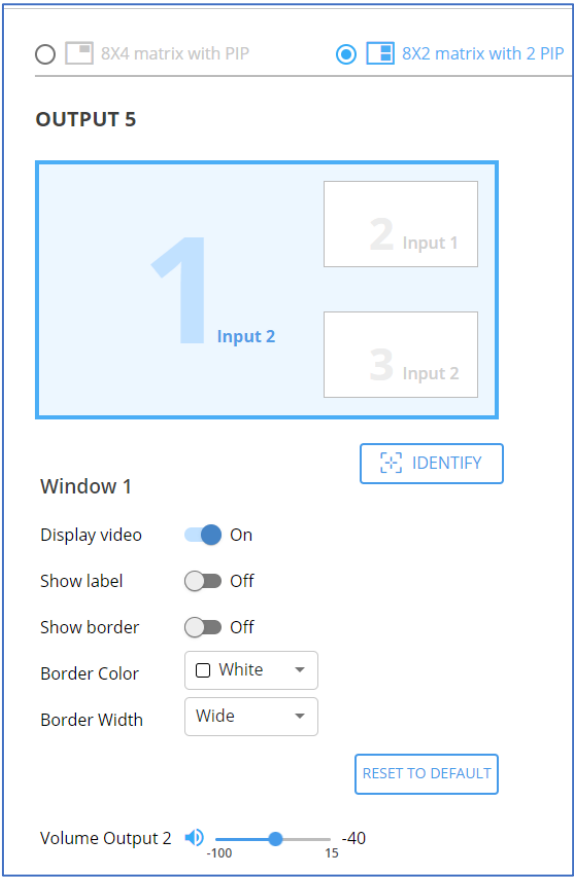 8X4 matrix with PIP
8X2 matrix with 2 PIP
OUTPUT 5
1 Input 2
2 Input 1
3 Input 2
IDENTIFY
Window 1
Display video On
Show label Off
Show border Off
Border Color White
Border Width Wide
RESET TO DEFAULT
Volume Output 2 -40
-100 15